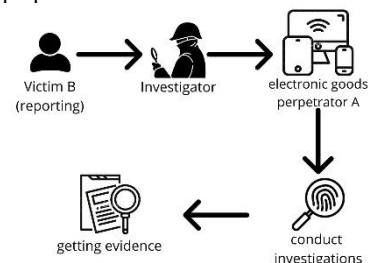 Victim B
(reporting)
Investigator
electronic goods
perpetrator A
conduct
investigations
getting evidence